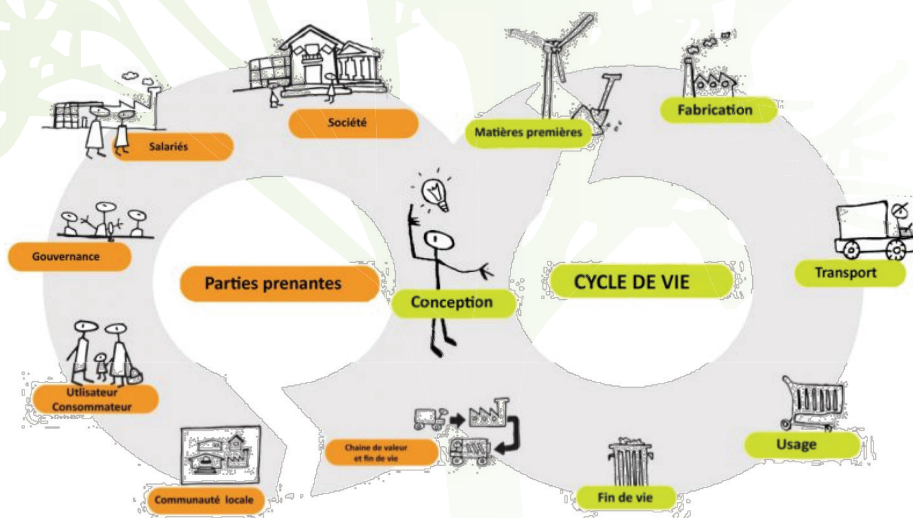 Société
Salariés
Gouvernance
Parties prenantes
Utlisateur
Consommateur
Communauté locale
Chaine de valeur
et fin de vie
Conception
Matières premières
Fabrication
CYCLE DE VIE
Transport
Usage
Fin de vie